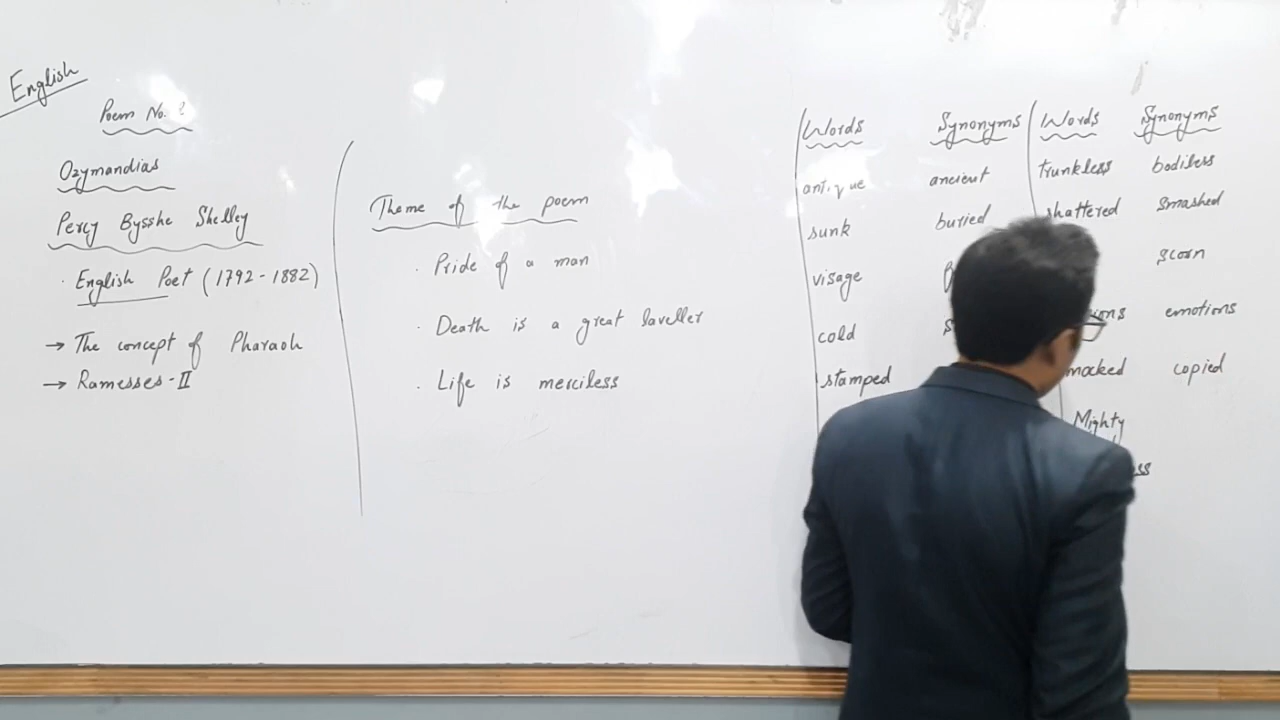 English
Poem No.
Ozymandias
Percy Bysshe Shelley
· English Poet (1792 - 1882)
→ The concept of Pharaoh
→ Ramesses - II
Theme of the poem
· Pride of a man
· Death is a great laveller
· Life is merciless
Words Synonyms
antique ancient
sunk buried
visage
cold
stamped
Words Synonyms
trunkless bodiless
shattered smashed
scorn
emotions
mocked copied
Mighty